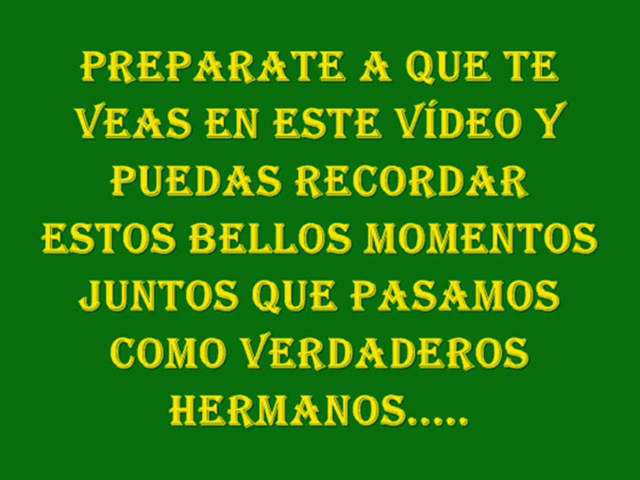 PREPARATE A QUE TE
VEAS EN ESTE VÍDEO Y
PUEDAS RECORDAR
ESTOS BELLOS MOMENTOS
JUNTOS QUE PASAMOS
COMO VERDADEROS
HERMANOS.....